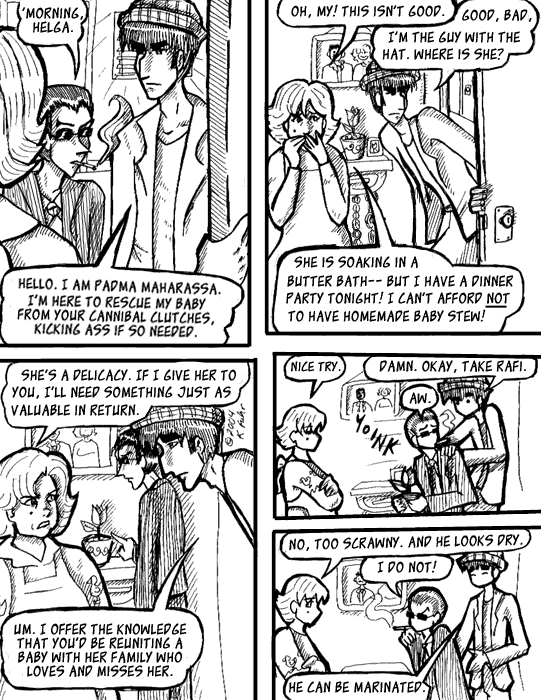 'MORNING,
HELGA.
HELLO. I AM PADMA MAHARASSA.
I'M HERE TO RESCUE MY BABY
FROM YOUR CANNIBAL CLUTCHES,
KICKING ASS IF SO NEEDED.
OH, MY! THIS ISN'T GOOD.
GOOD, BAD,
I'M THE GUY WITH THE
HAT. WHERE IS SHE?
SHE IS SOAKING IN A
BUTTER BATH-- BUT I HAVE A DINNER
PARTY TONIGHT! I CAN'T AFFORD NOT
TO HAVE HOMEMADE BABY STEW!
SHE'S A DELICACY. IF I GIVE HER TO
YOU, I'LL NEED SOMETHING JUST AS
VALUABLE IN RETURN.
©2004
UM. I OFFER THE KNOWLEDGE
THAT YOU'D BE REUNITING A
BABY WITH HER FAMILY WHO
LOVES AND MISSES HER.
NICE TRY.
DAMN. OKAY, TAKE RAFI.
AW.
YOINK
NO, TOO SCRAWNY. AND HE LOOKS DRY.
I DO NOT!
HE CAN BE MARINATED.